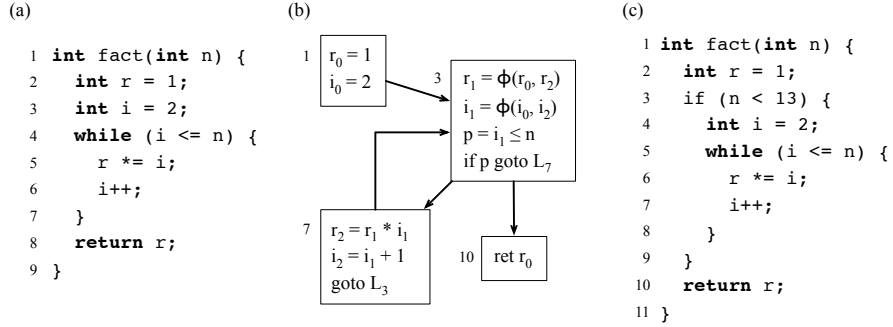 (a)
1 int fact(int n) {
2 int r = 1;
3 int i = 2;
4 while (i <= n) {
5 r *= i;
6 i++;
7 }
8 return r;
9 }
(b)
1
r₀ = 1
i₀ = 2
3
r₁ = ϕ(r₀, r₂)
i₁ = ϕ(i₀, i₂)
p = i₁ ≤ n
if p goto L₇
7
r₂ = r₁ * i₁
i₂ = i₁ + 1
goto L₃
10 ret r₀
(c)
1 int fact(int n) {
2 int r = 1;
3 if (n < 13) {
4 int i = 2;
5 while (i <= n) {
6 r *= i;
7 i++;
8 }
9 }
10 return r;
11 }